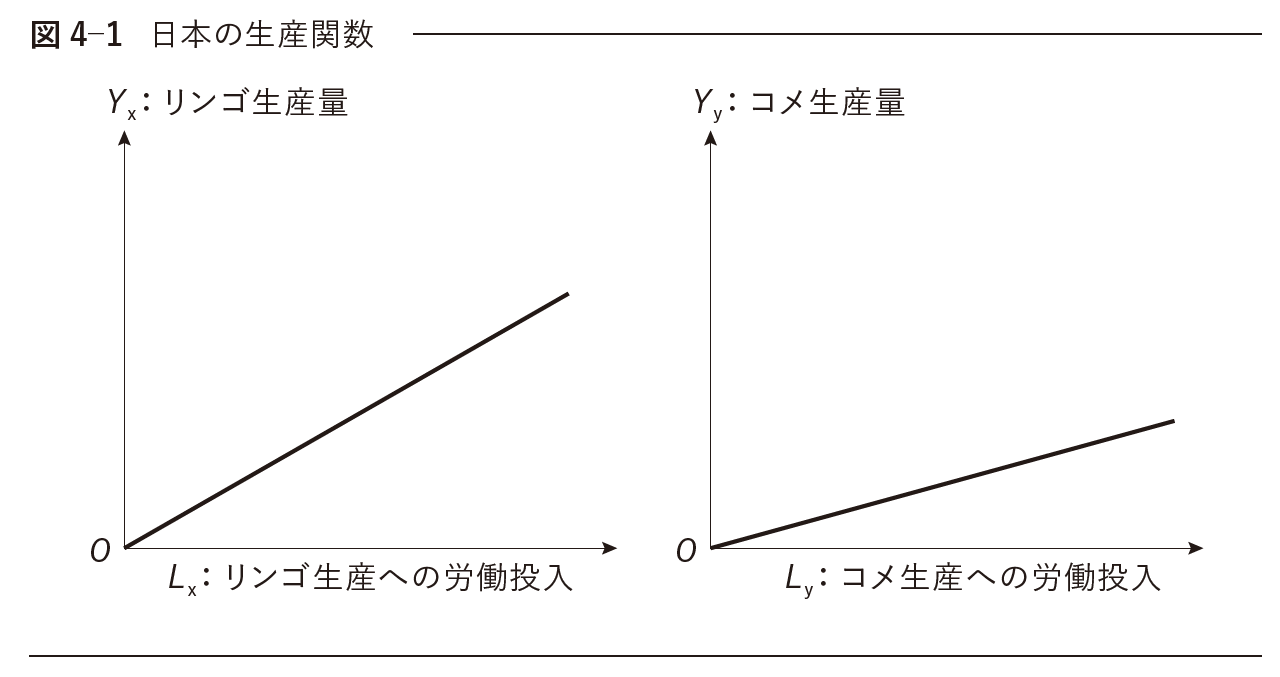 図 4–1 日本の生産関数
Yx：リンゴ生産量
O
Lx：リンゴ生産への労働投入
Yy：コメ生産量
O
Ly：コメ生産への労働投入